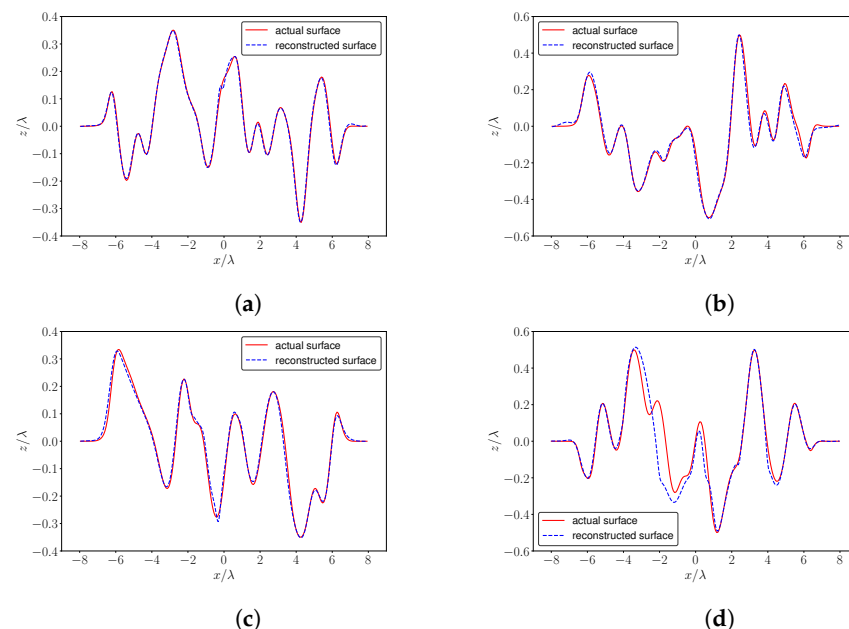 actual surface
reconstructed surface
0.4
0.3
0.2
0.1
0.0
−0.1
−0.2
−0.3
−0.4
z/λ
−8 −6 −4 −2 0 2 4 6 8
x/λ
(a)
actual surface
reconstructed surface
0.6
0.4
0.2
0.0
−0.2
−0.4
−0.6
z/λ
−8 −6 −4 −2 0 2 4 6 8
x/λ
(b)
actual surface
reconstructed surface
0.4
0.3
0.2
0.1
0.0
−0.1
−0.2
−0.3
−0.4
z/λ
−8 −6 −4 −2 0 2 4 6 8
x/λ
(c)
0.6
0.4
0.2
0.0
−0.2
−0.4
−0.6
z/λ
actual surface
reconstructed surface
−8 −6 −4 −2 0 2 4 6 8
x/λ
(d)